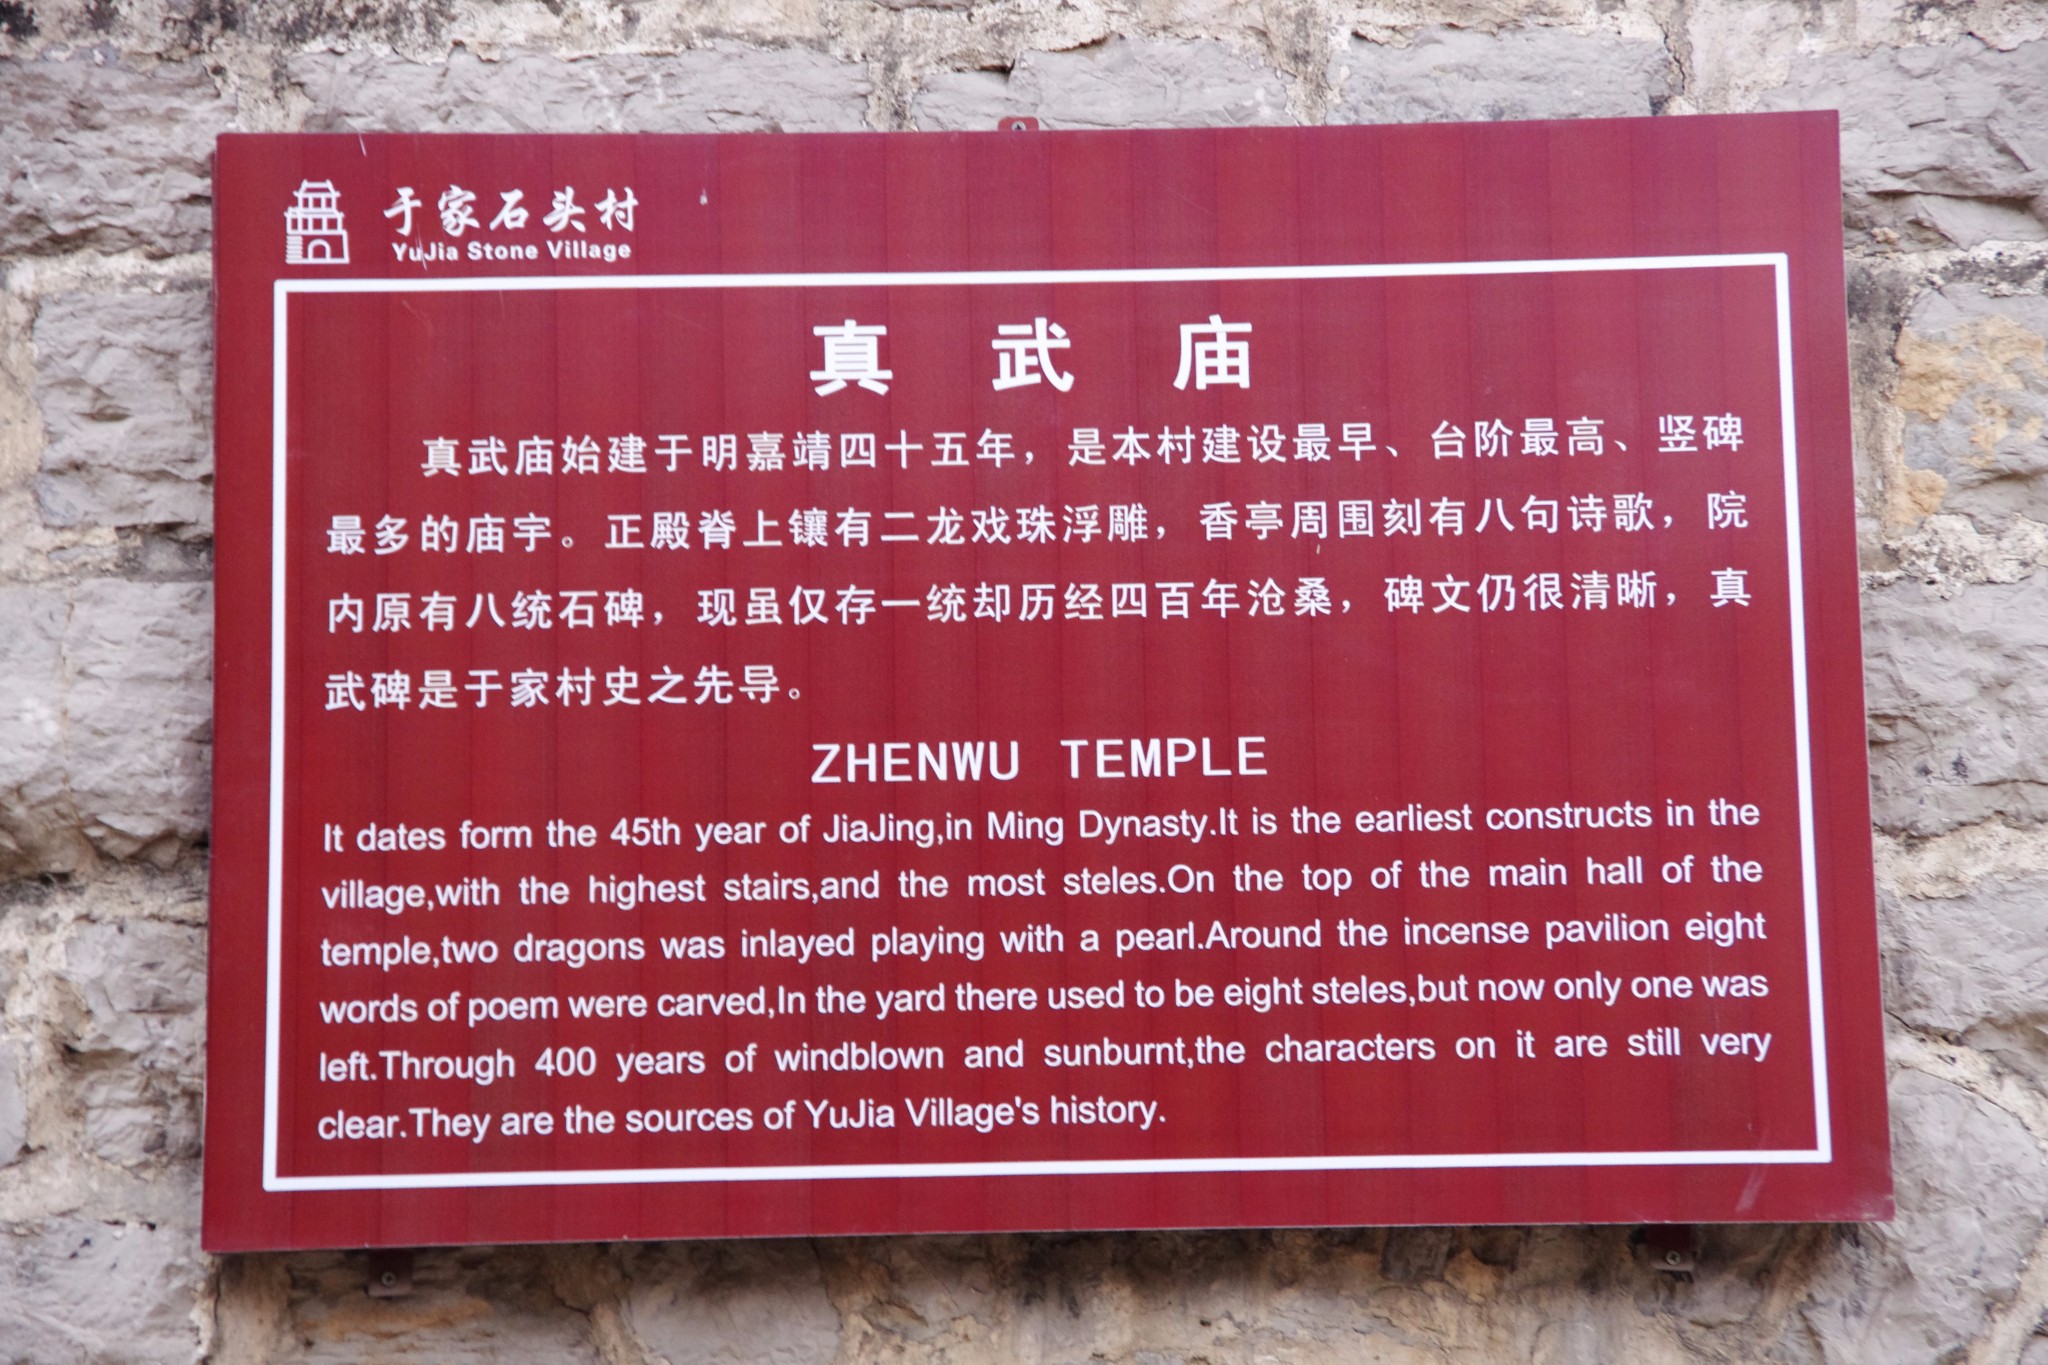 于家石头村
YuJia Stone Village
真武庙
真武庙始建于明嘉靖四十五年，是本村建设最早、台阶最高、竖碑
最多的庙宇。正殿脊上镶有二龙戏珠浮雕，香亭周围刻有八句诗歌，院
内原有八统石碑，现虽仅存一统却历经四百年沧桑，碑文仍很清晰，真
武碑是于家村史之先导。
ZHENWU TEMPLE
It dates form the 45th year of JiaJing,in Ming Dynasty.It is the earliest constructs in the
village,with the highest stairs,and the most steles.On the top of the main hall of the
temple,two dragons was inlayed playing with a pearl.Around the incense pavilion eight
words of poem were carved,In the yard there used to be eight steles,but now only one was
left.Through 400 years of windblown and sunburnt,the characters on it are still very
clear.They are the sources of YuJia Village's history.